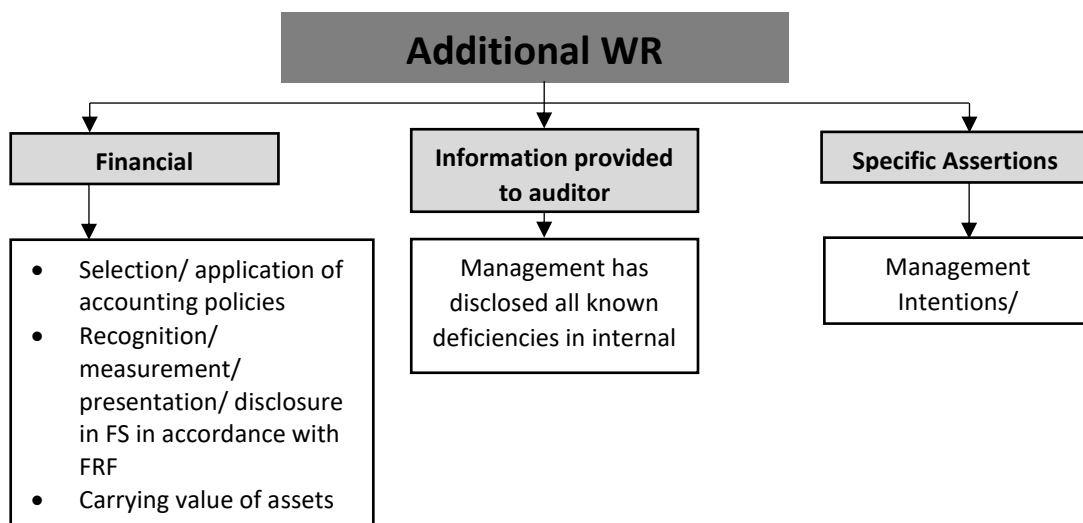 Additional WR
Financial
Information provided
to auditor
Specific Assertions
• Selection/ application of
accounting policies
• Recognition/
measurement/
presentation/ disclosure
in FS in accordance with
FRF
• Carrying value of assets
Management has
disclosed all known
deficiencies in internal
Management
Intentions/